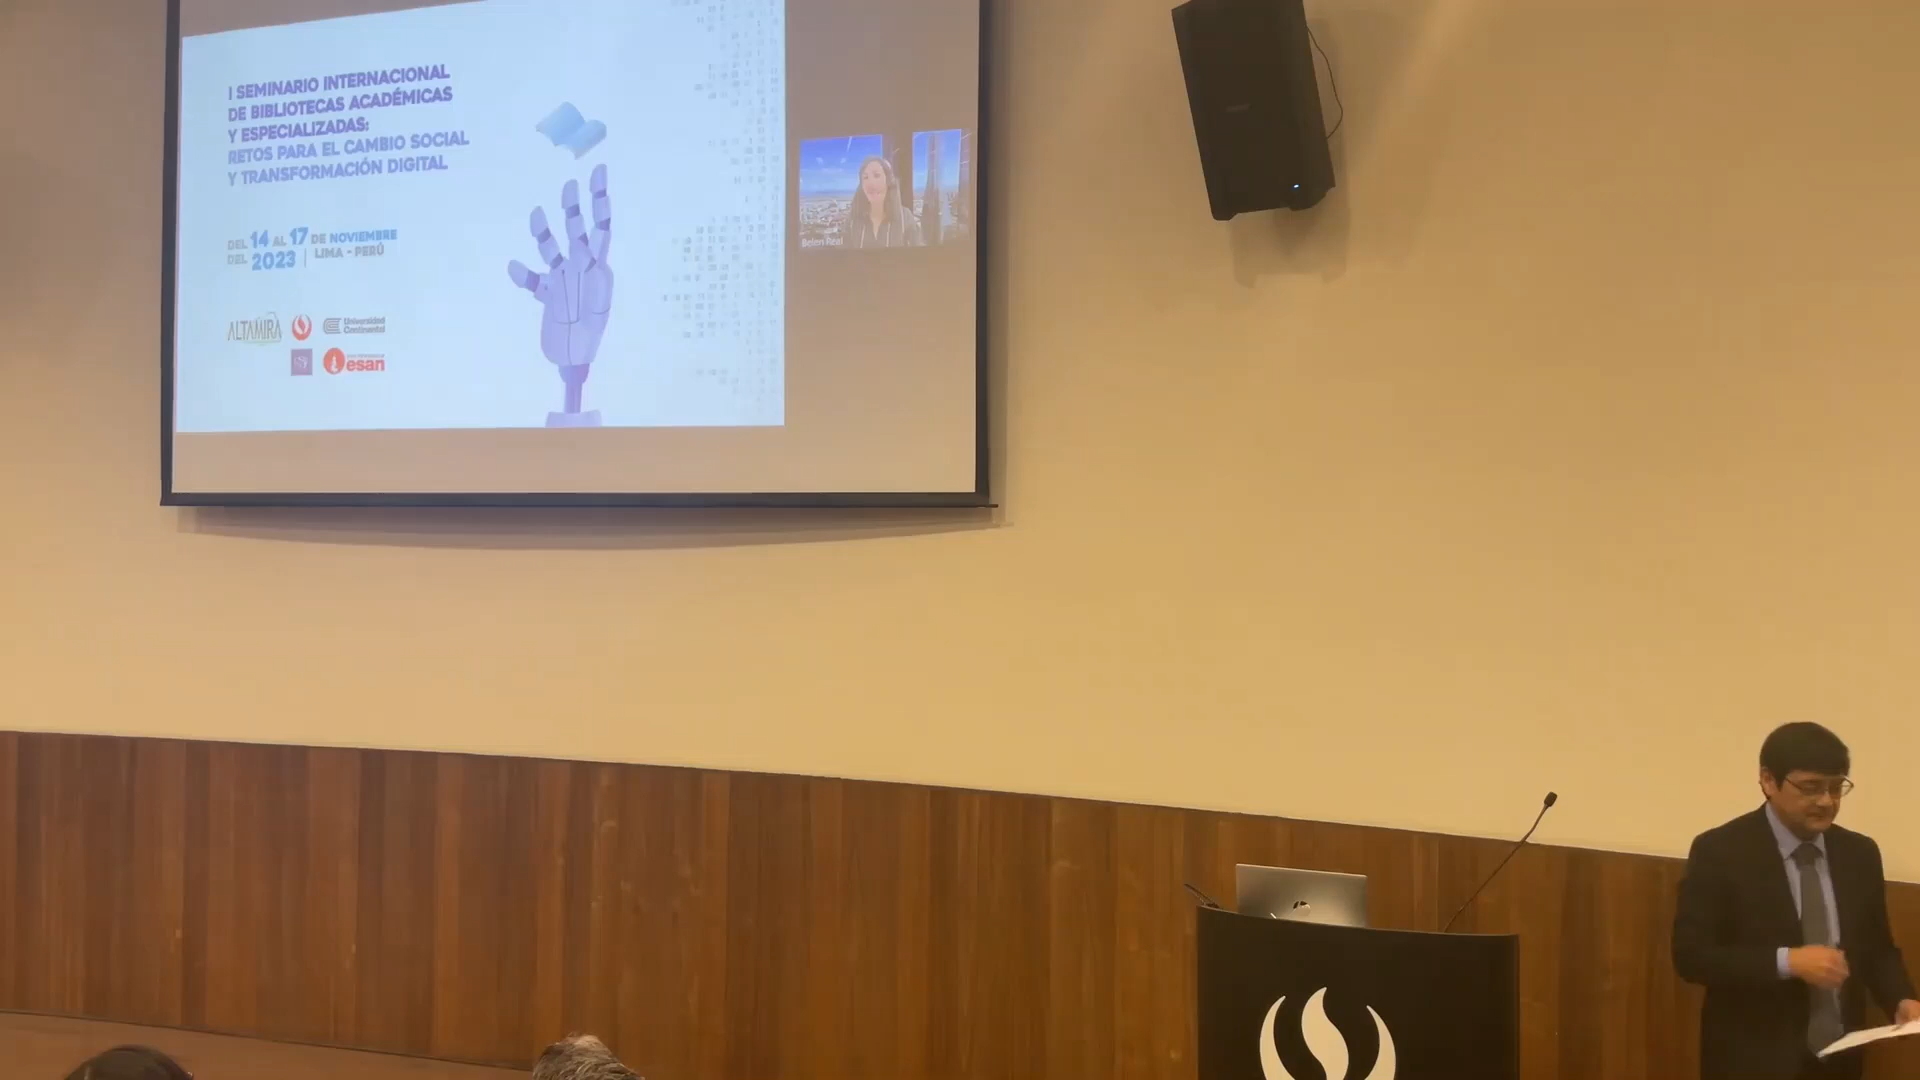 I SEMINARIO INTERNACIONAL
DE BIBLIOTECAS ACADÉMICAS
Y ESPECIALIZADAS:
RETOS PARA EL CAMBIO SOCIAL
Y TRANSFORMACIÓN DIGITAL
DEL 14 AL 17 DE NOVIEMBRE
DEL 2023 | LIMA - PERÚ
ALTAMIRA
Universidad
Continental
esan
Belen Real